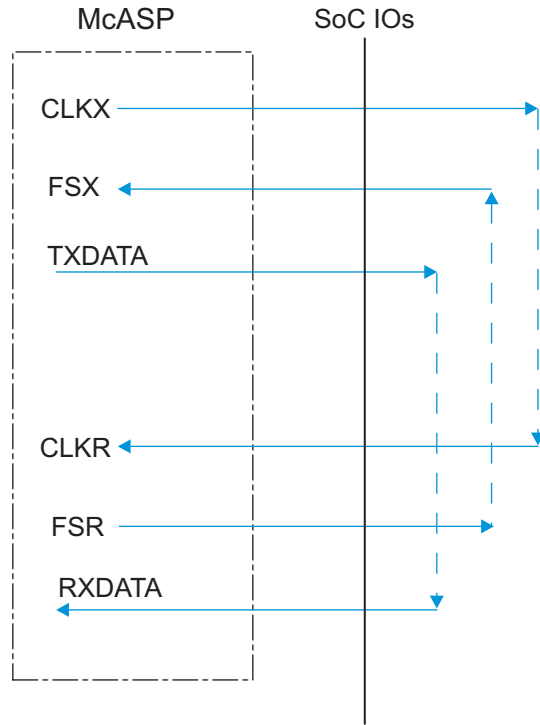 McASP
SoC IOs
CLKX
FSX
TXDATA
CLKR
FSR
RXDATA